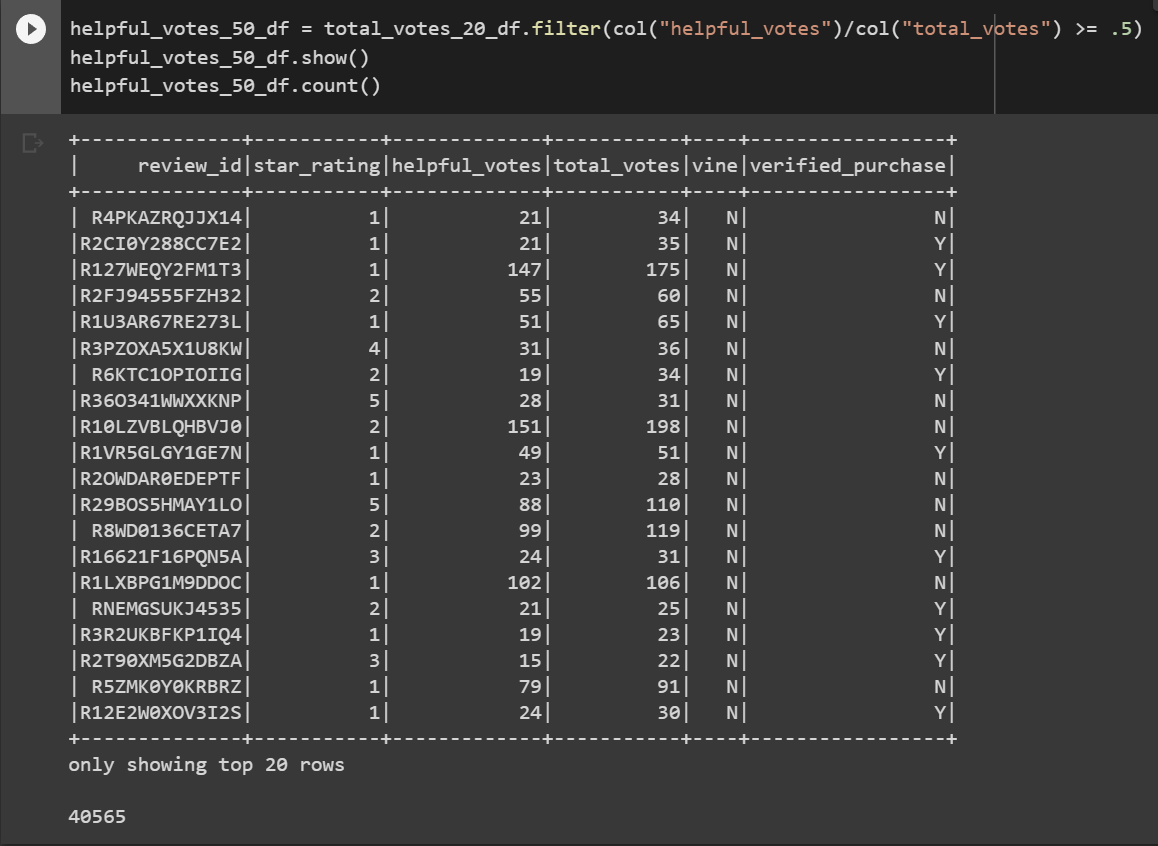 helpful_votes_50_df = total_votes_20_df.filter(col("helpful_votes")/col("total_votes") >= .5)
helpful_votes_50_df.show()
helpful_votes_50_df.count()
+--------------+-----------+-------------+-----------+----+-----------------+
|     review_id|star_rating|helpful_votes|total_votes|vine|verified_purchase|
+--------------+-----------+-------------+-----------+----+-----------------+
| R4PKAZRQJJX14|          1|           21|         34|   N|                N|
|R2CI0Y288CC7E2|          1|           21|         35|   N|                Y|
|R127WEQY2FM1T3|          1|          147|        175|   N|                Y|
|R2FJ94555FZH32|          2|           55|         60|   N|                N|
|R1U3AR67RE273L|          1|           51|         65|   N|                Y|
|R3PZOXA5X1U8KW|          4|           31|         36|   N|                N|
| R6KTC1OPIOIIG|          2|           19|         34|   N|                Y|
|R36O341WWXXKNP|          5|           28|         31|   N|                N|
|R10LZVBLQHBVJ0|          2|          151|        198|   N|                N|
|R1VR5GLGY1GE7N|          1|           49|         51|   N|                Y|
|R2OWDAR0EDEPTF|          1|           23|         28|   N|                N|
|R29BOS5HMAY1LO|          5|           88|        110|   N|                N|
| R8WD0136CETA7|          2|           99|        119|   N|                N|
|R16621F16PQN5A|          3|           24|         31|   N|                Y|
|R1LXBPG1M9DDOC|          1|          102|        106|   N|                N|
| RNEMGSUKJ4535|          2|           21|         25|   N|                Y|
|R3R2UKBFKP1IQ4|          1|           19|         23|   N|                Y|
|R2T90XM5G2DBZA|          3|           15|         22|   N|                Y|
| R5ZMK0Y0KRBRZ|          1|           79|         91|   N|                N|
|R12E2W0XOV3I2S|          1|           24|         30|   N|                Y|
+--------------+-----------+-------------+-----------+----+-----------------+
only showing top 20 rows
40565